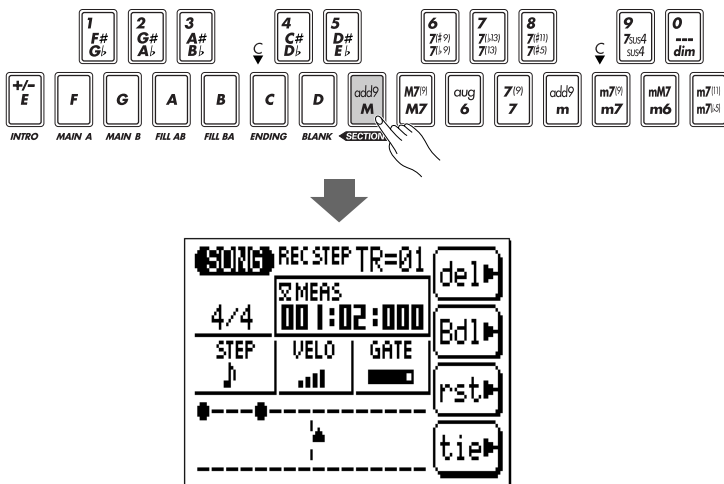 1 2 3 4 5 6 7 8 9 0
F# G# A# C# D# 7(♯9) 7(♭13) 7(♯11) 7sus4 ---
G♭ A♭ B♭ C D♭ E♭ 7(♭9) 7(13) 7(♯5) C sus4 dim
+/- add9 M7(9) aug 7(9) add9 m7(9) mM7 m7(11)
E F G A B C D M M7 6 7 m m7 m6 m7(♭5)
INTRO MAIN A MAIN B FILL AB FILL BA ENDING BLANK SECTION
SONG REC STEP TR=01 del
MEAS
4/4 001:02:000 Bdl
STEP VELO GATE
rst
tie